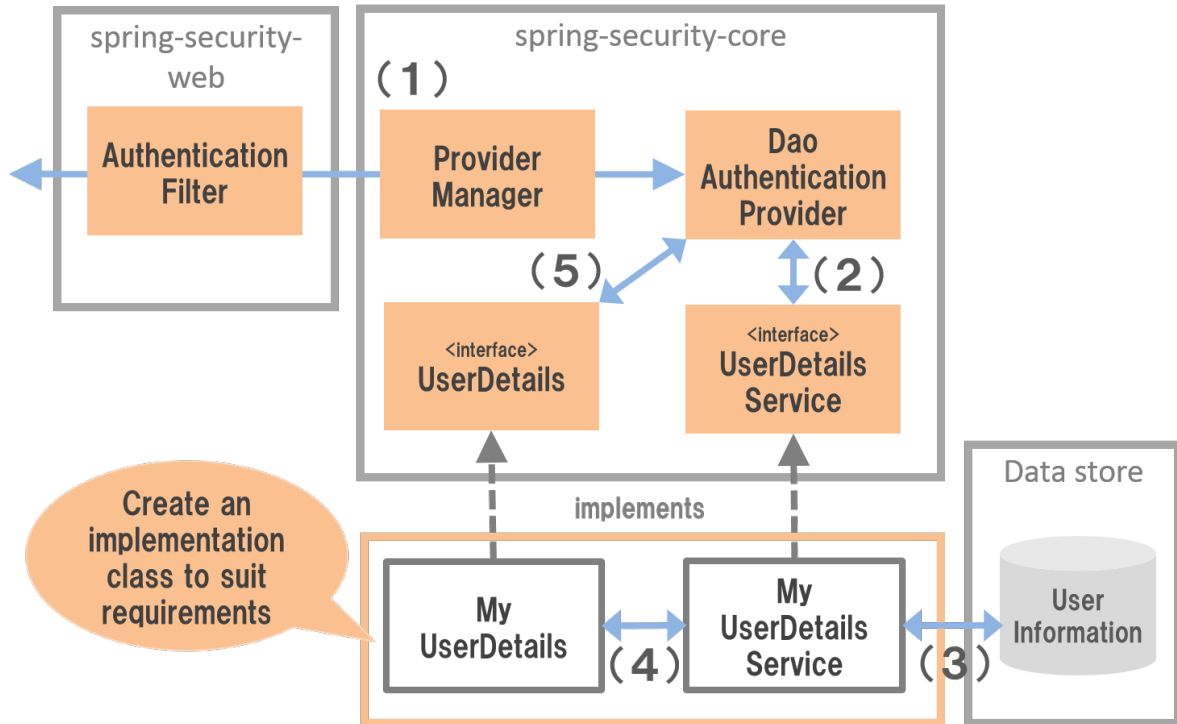 spring-security-
web
Authentication
Filter
spring-security-core
(1)
Provider
Manager
Dao
Authentication
Provider
(5)
(2)
<interface>
UserDetails
<interface>
UserDetails
Service
implements
Create an
implementation
class to suit
requirements
My
UserDetails
(4)
My
UserDetails
Service
(3)
Data store
User
Information